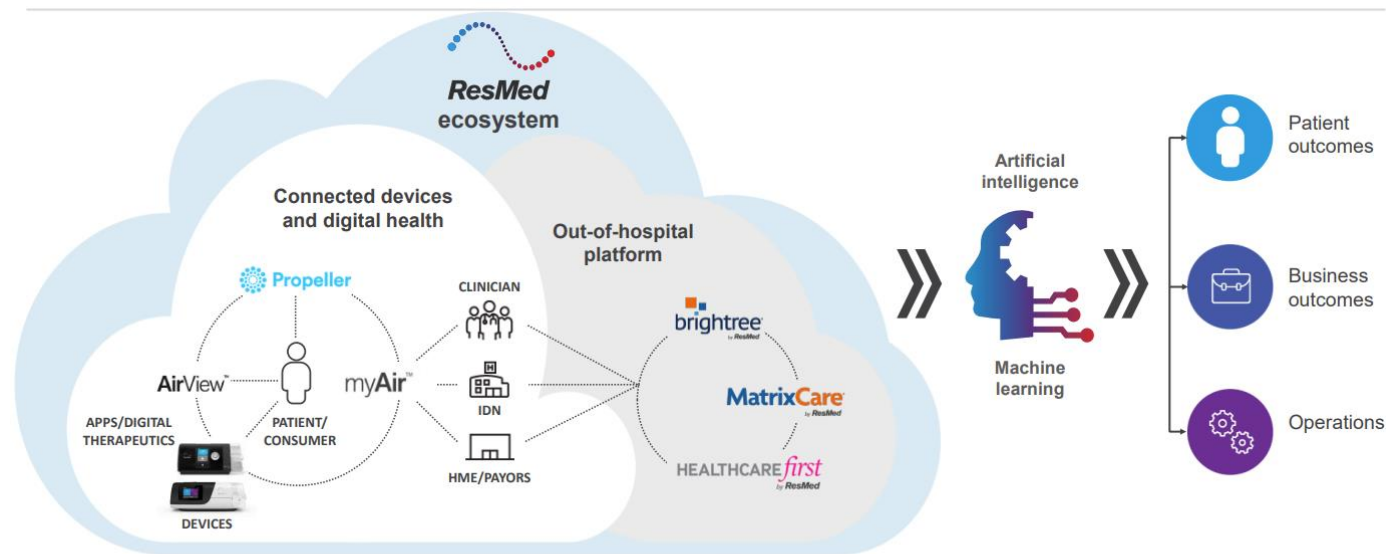 ResMed
ecosystem
Connected devices
and digital health
Out-of-hospital
platform
Propeller
AirView™
APPS/DIGITAL
THERAPEUTICS
PATIENT/
CONSUMER
myAir™
DEVICES
CLINICIAN
H
IDN
HME/PAYORS
brightree
by ResMed
MatrixCare
by ResMed
HEALTHCARE first
by ResMed
Artificial
intelligence
Machine
learning
Patient
outcomes
Business
outcomes
Operations